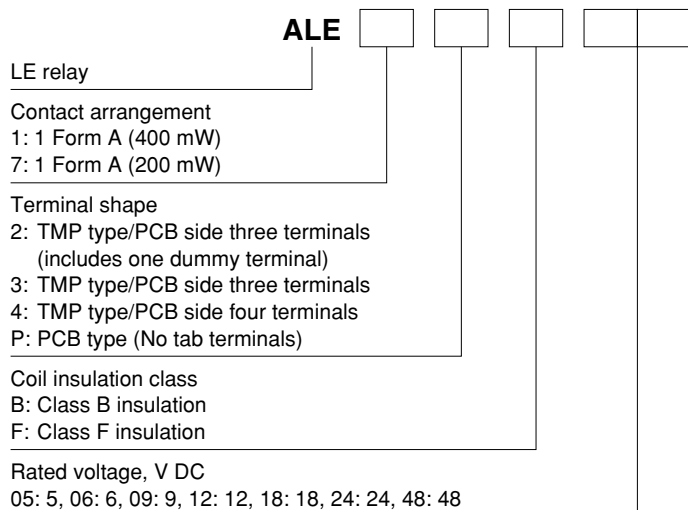 ALE
LE relay
Contact arrangement
1: 1 Form A (400 mW)
7: 1 Form A (200 mW)
Terminal shape
2: TMP type/PCB side three terminals
(includes one dummy terminal)
3: TMP type/PCB side three terminals
4: TMP type/PCB side four terminals
P: PCB type (No tab terminals)
Coil insulation class
B: Class B insulation
F: Class F insulation
Rated voltage, V DC
05: 5, 06: 6, 09: 9, 12: 12, 18: 18, 24: 24, 48: 48